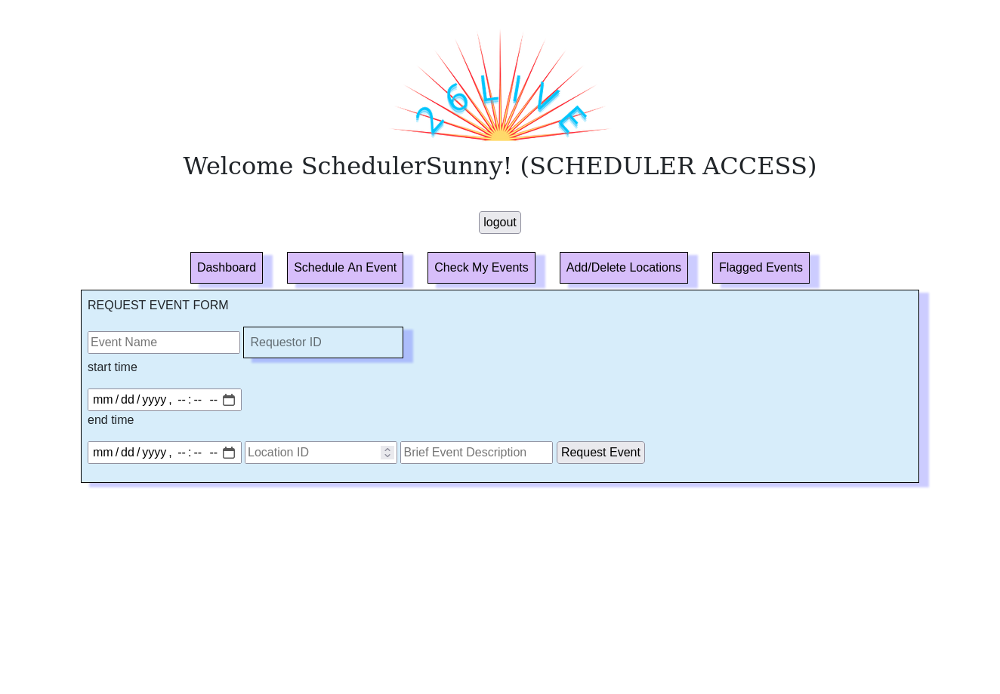 26LIVE
Welcome SchedulerSunny! (SCHEDULER ACCESS)
logout
Dashboard Schedule An Event Check My Events Add/Delete Locations Flagged Events
REQUEST EVENT FORM
Event Name Requestor ID
start time
mm/dd/yyyy, --:-- --
end time
mm/dd/yyyy, --:-- -- Location ID Brief Event Description Request Event